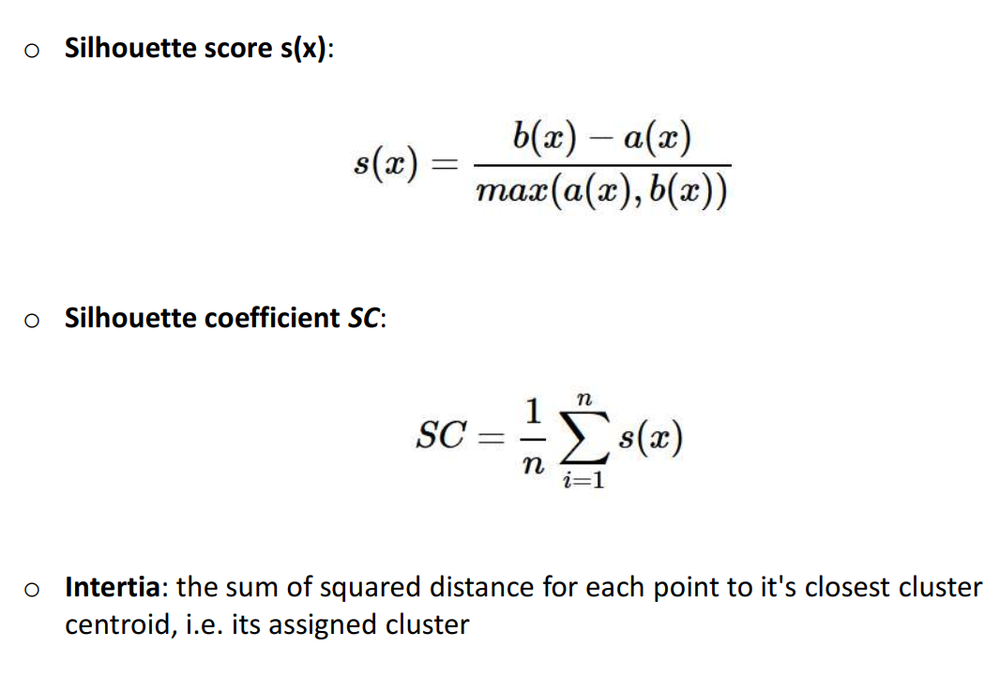 ○ Silhouette score s(x):
s(x) = \frac{b(x) - a(x)}{max(a(x), b(x))}
○ Silhouette coefficient SC:
SC = \frac{1}{n} \sum_{i=1}^{n} s(x)
○ Intertia: the sum of squared distance for each point to it's closest cluster
centroid, i.e. its assigned cluster